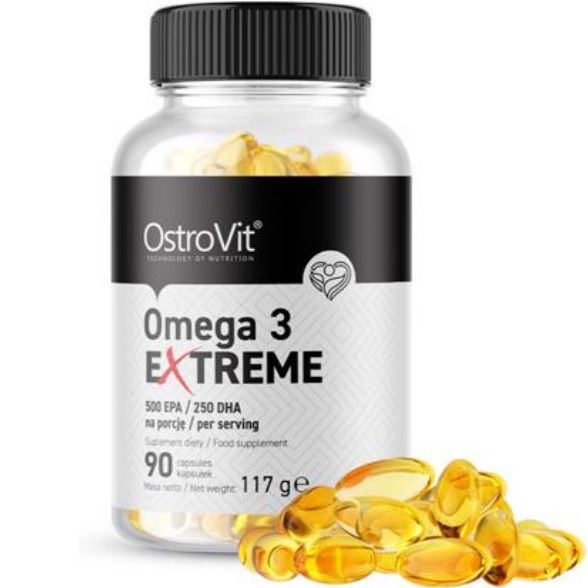 OstroVit®
TECHNOLOGY OF NUTRITION
Omega 3
EXTREME
500 EPA / 250 DHA
na porcję / per serving
Suplement diety / Food supplement
90 capsules
kapsułek
Masa netto / Net weight: 117 g℮